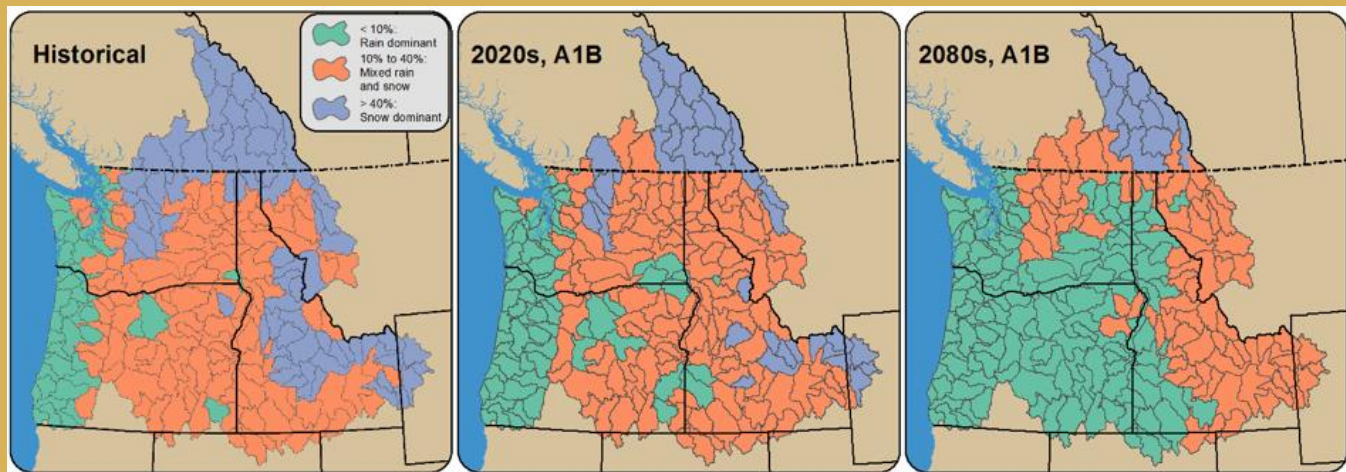 Historical
< 10%:
Rain dominant
10% to 40%:
Mixed rain
and snow
> 40%:
Snow dominant
2020s, A1B
2080s, A1B